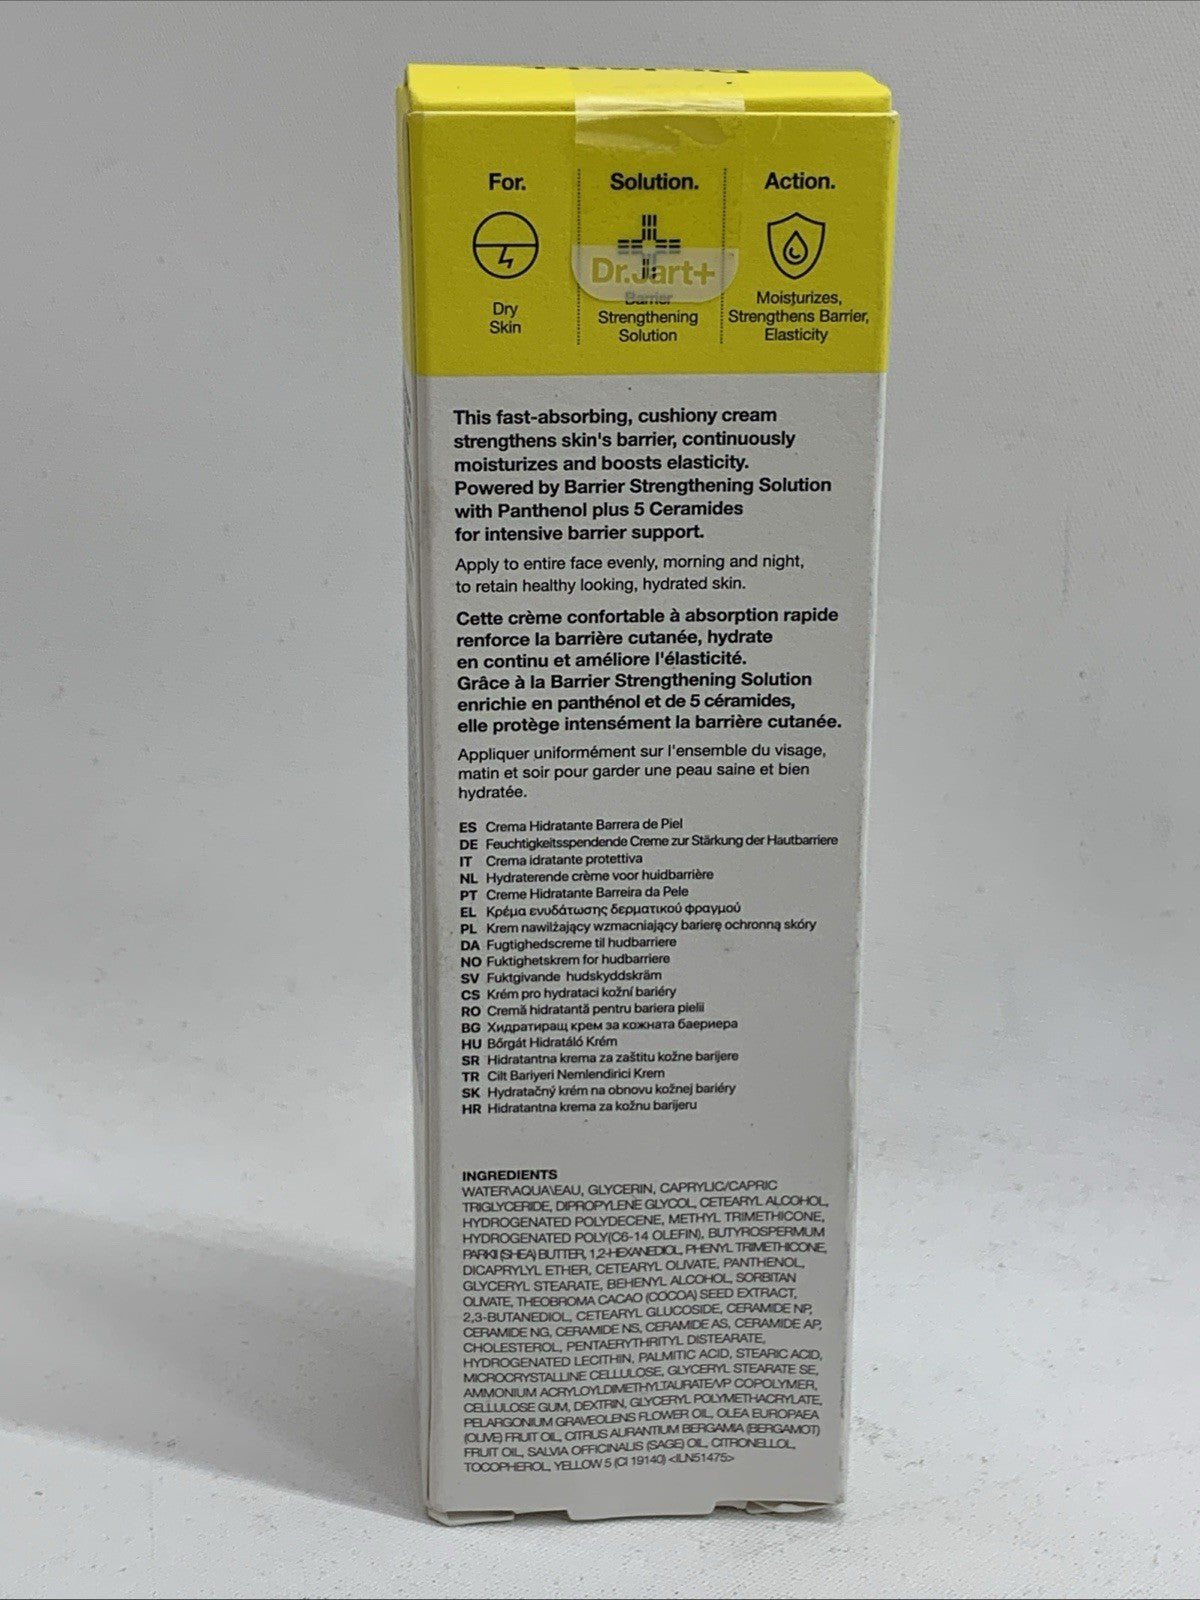 For.
Solution.
Action.
Dr.Jart+
Dry
Skin
Barrier
Strengthening
Solution
Moisturizes,
Strengthens Barrier,
Elasticity
This fast-absorbing, cushiony cream
strengthens skin's barrier, continuously
moisturizes and boosts elasticity.
Powered by Barrier Strengthening Solution
with Panthenol plus 5 Ceramides
for intensive barrier support.
Apply to entire face evenly, morning and night,
to retain healthy looking, hydrated skin.
Cette crème confortable à absorption rapide
renforce la barrière cutanée, hydrate
en continu et améliore l'élasticité.
Grâce à la Barrier Strengthening Solution
enrichie en panthénol et de 5 céramides,
elle protège intensément la barrière cutanée.
Appliquer uniformément sur l'ensemble du visage,
matin et soir pour garder une peau saine et bien
hydratée.
ES Crema Hidratante Barrera de Piel
DE Feuchtigkeitsspendende Creme zur Stärkung der Hautbarriere
IT Crema idratante protettiva
NL Hydraterende crème voor huidbarrière
PT Creme Hidratante Barreira da Pele
EL Κρέμα ενυδάτωσης δερματικού φραγμού
PL Krem nawilżający wzmacniający barierę ochronną skóry
DA Fugtighedscreme til hudbarriere
NO Fuktighetskrem for hudbarriere
SV Fuktgivande hudskyddskräm
CS Krém pro hydrataci kožní bariéry
RO Cremă hidratantă pentru bariera pielii
BG Хидратиращ крем за кожната баериера
HU Bőrgát Hidratáló Krém
SR Hidratantna krema za zaštitu kožne barijere
TR Cilt Bariyeri Nemlendirici Krem
SK Hydratačný krém na obnovu kožnej bariéry
HR Hidratantna krema za kožnu barijeru
INGREDIENTS
WATER\AQUA\EAU, GLYCERIN, CAPRYLIC/CAPRIC
TRIGLYCERIDE, DIPROPYLENE GLYCOL, CETEARYL ALCOHOL,
HYDROGENATED POLYDECENE, METHYL TRIMETHICONE,
HYDROGENATED POLY(C6-14 OLEFIN), BUTYROSPERMUM
PARKII (SHEA) BUTTER, 1,2-HEXANEDIOL, PHENYL TRIMETHICONE,
DICAPRYLYL ETHER, CETEARYL OLIVATE, PANTHENOL,
GLYCERYL STEARATE, BEHENYL ALCOHOL, SORBITAN
OLIVATE, THEOBROMA CACAO (COCOA) SEED EXTRACT,
2,3-BUTANEDIOL, CETEARYL GLUCOSIDE, CERAMIDE NP,
CERAMIDE NG, CERAMIDE NS, CERAMIDE AS, CERAMIDE AP,
CHOLESTEROL, PENTAERYTHRITYL DISTEARATE,
HYDROGENATED LECITHIN, PALMITIC ACID, STEARIC ACID,
MICROCRYSTALLINE CELLULOSE, GLYCERYL STEARATE SE,
AMMONIUM ACRYLOYLDIMETHYLTAURATE/VP COPOLYMER,
CELLULOSE GUM, DEXTRIN, GLYCERYL POLYMETHACRYLATE,
PELARGONIUM GRAVEOLENS FLOWER OIL, OLEA EUROPAEA
(OLIVE) FRUIT OIL, CITRUS AURANTIUM BERGAMIA (BERGAMOT)
FRUIT OIL, SALVIA OFFICINALIS (SAGE) OIL, CITRONELLOL,
TOCOPHEROL, YELLOW 5 (CI 19140) <ILN51475>